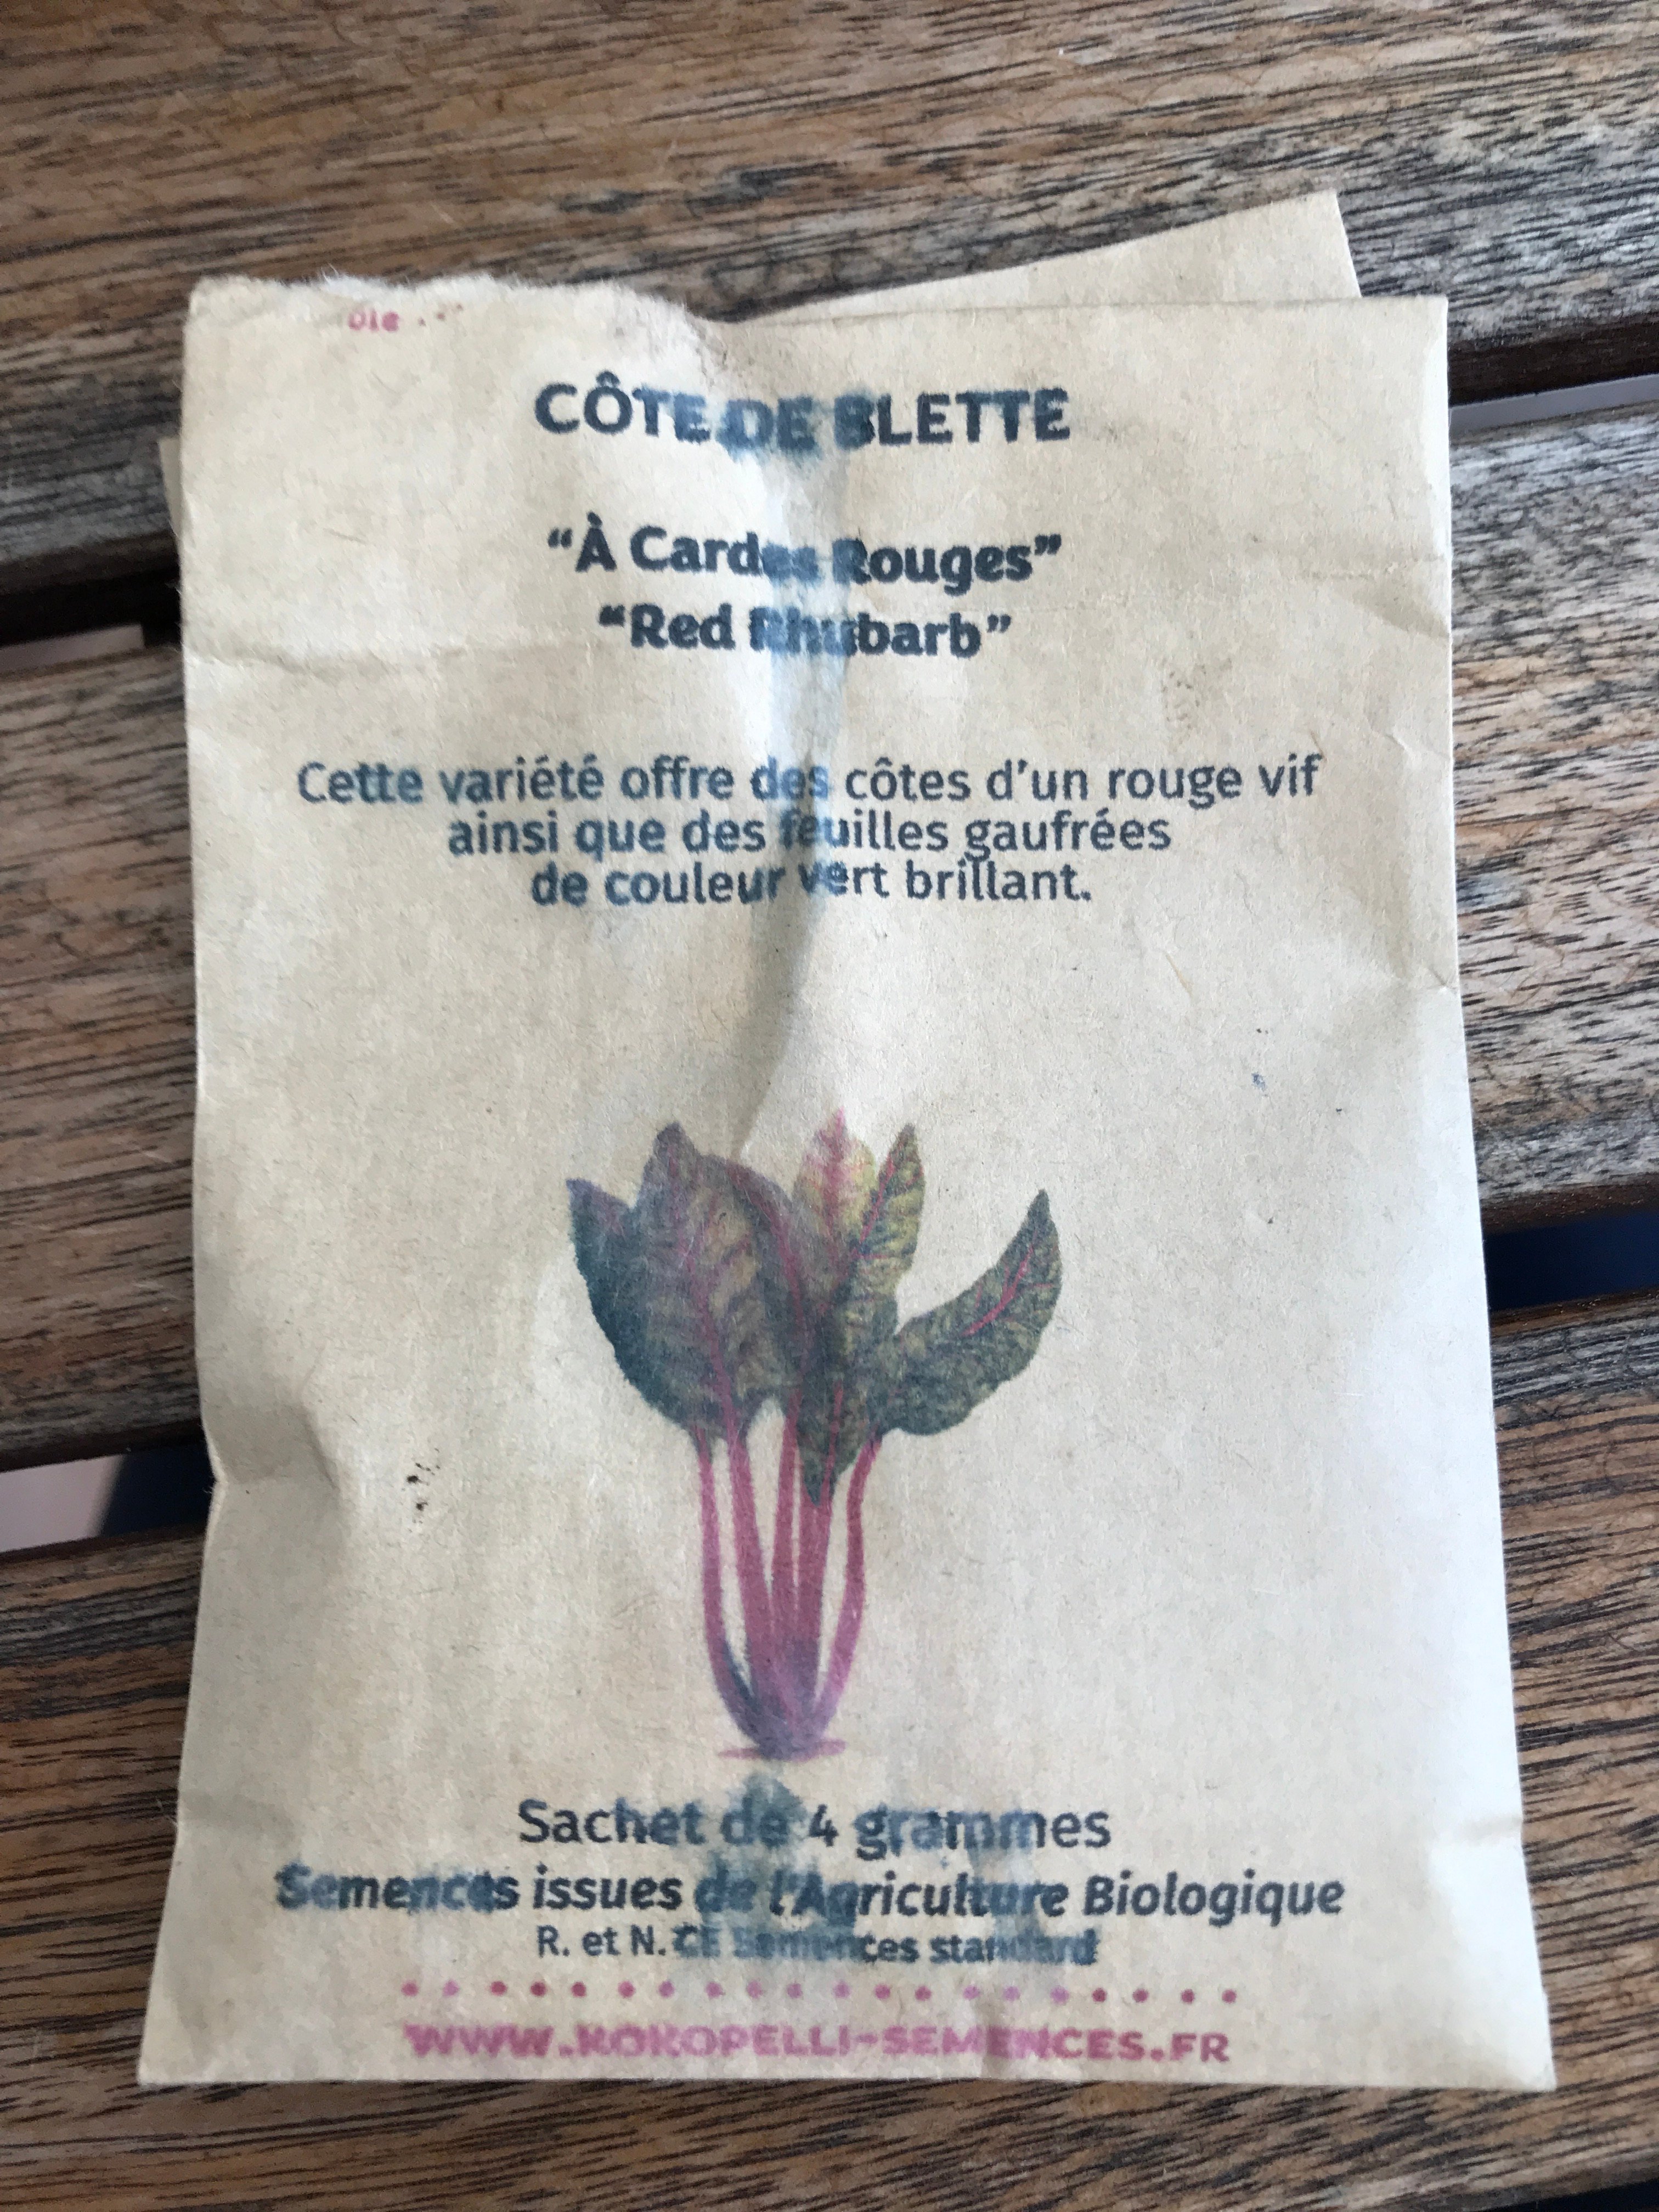 CÔTE DE BLETTE
“À Cardes Rouges”
“Red Rhubarb”
Cette variété offre des côtes d’un rouge vif
ainsi que des feuilles gaufrées
de couleur vert brillant.
Sachet de 4 grammes
Semences issues de l’Agriculture Biologique
R. et N. CE Semences standard
WWW.KOKOPELLI-SEMENCES.FR